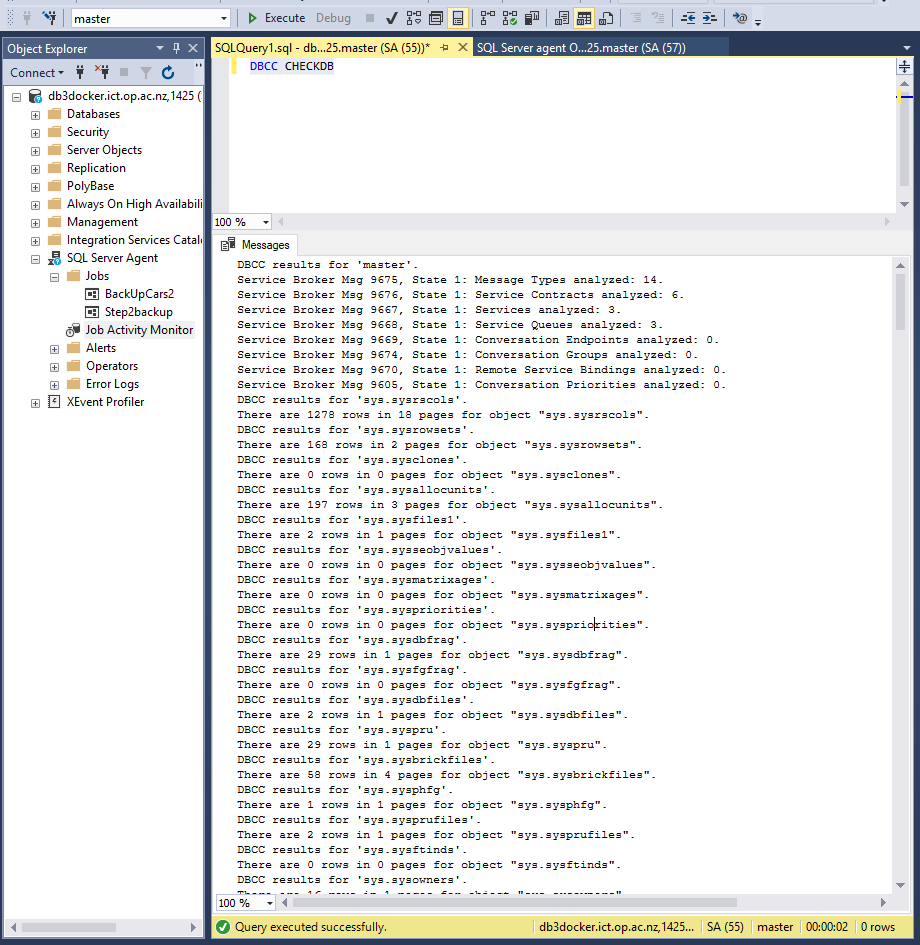 master
Execute
Debug
Object Explorer
Connect
db3docker.ict.op.ac.nz,1425 (
Databases
Security
Server Objects
Replication
PolyBase
Always On High Availabili
Management
Integration Services Catal
SQL Server Agent
Jobs
BackUpCars2
Step2backup
Job Activity Monitor
Alerts
Operators
Error Logs
XEvent Profiler
SQLQuery1.sql - db...25.master (SA (55))*
SQL Server agent O...25.master (SA (57))
DBCC CHECKDB
100 %
Messages
DBCC results for 'master'.
Service Broker Msg 9675, State 1: Message Types analyzed: 14.
Service Broker Msg 9676, State 1: Service Contracts analyzed: 6.
Service Broker Msg 9667, State 1: Services analyzed: 3.
Service Broker Msg 9668, State 1: Service Queues analyzed: 3.
Service Broker Msg 9669, State 1: Conversation Endpoints analyzed: 0.
Service Broker Msg 9674, State 1: Conversation Groups analyzed: 0.
Service Broker Msg 9670, State 1: Remote Service Bindings analyzed: 0.
Service Broker Msg 9605, State 1: Conversation Priorities analyzed: 0.
DBCC results for 'sys.sysrscols'.
There are 1278 rows in 18 pages for object "sys.sysrscols".
DBCC results for 'sys.sysrowsets'.
There are 168 rows in 2 pages for object "sys.sysrowsets".
DBCC results for 'sys.sysclones'.
There are 0 rows in 0 pages for object "sys.sysclones".
DBCC results for 'sys.sysallocunits'.
There are 197 rows in 3 pages for object "sys.sysallocunits".
DBCC results for 'sys.sysfiles1'.
There are 2 rows in 1 pages for object "sys.sysfiles1".
DBCC results for 'sys.sysseobjvalues'.
There are 0 rows in 0 pages for object "sys.sysseobjvalues".
DBCC results for 'sys.sysmatrixages'.
There are 0 rows in 0 pages for object "sys.sysmatrixages".
DBCC results for 'sys.syspriorities'.
There are 0 rows in 0 pages for object "sys.syspriorities".
DBCC results for 'sys.sysdbfrag'.
There are 29 rows in 1 pages for object "sys.sysdbfrag".
DBCC results for 'sys.sysfgfrag'.
There are 0 rows in 0 pages for object "sys.sysfgfrag".
DBCC results for 'sys.sysdbfiles'.
There are 2 rows in 1 pages for object "sys.sysdbfiles".
DBCC results for 'sys.syspru'.
There are 29 rows in 1 pages for object "sys.syspru".
DBCC results for 'sys.sysbrickfiles'.
There are 58 rows in 4 pages for object "sys.sysbrickfiles".
DBCC results for 'sys.sysphfg'.
There are 1 rows in 1 pages for object "sys.sysphfg".
DBCC results for 'sys.sysprufiles'.
There are 2 rows in 1 pages for object "sys.sysprufiles".
DBCC results for 'sys.sysftinds'.
There are 0 rows in 0 pages for object "sys.sysftinds".
DBCC results for 'sys.sysowners'.
100 %
Query executed successfully.
db3docker.ict.op.ac.nz,1425...
SA (55)
master
00:00:02
0 rows